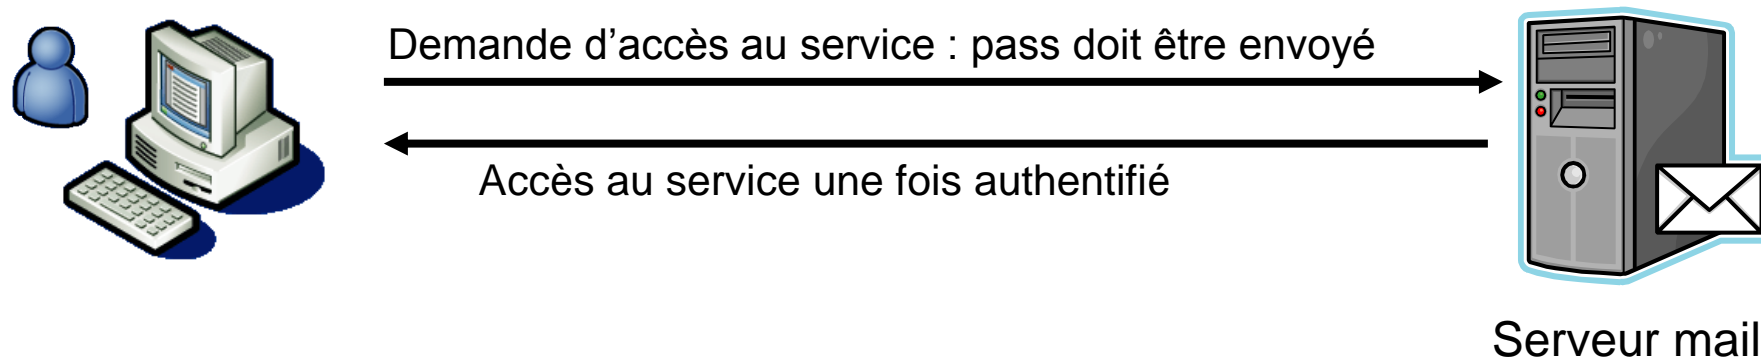 Demande d’accès au service : pass doit être envoyé
Accès au service une fois authentifié
Serveur mail